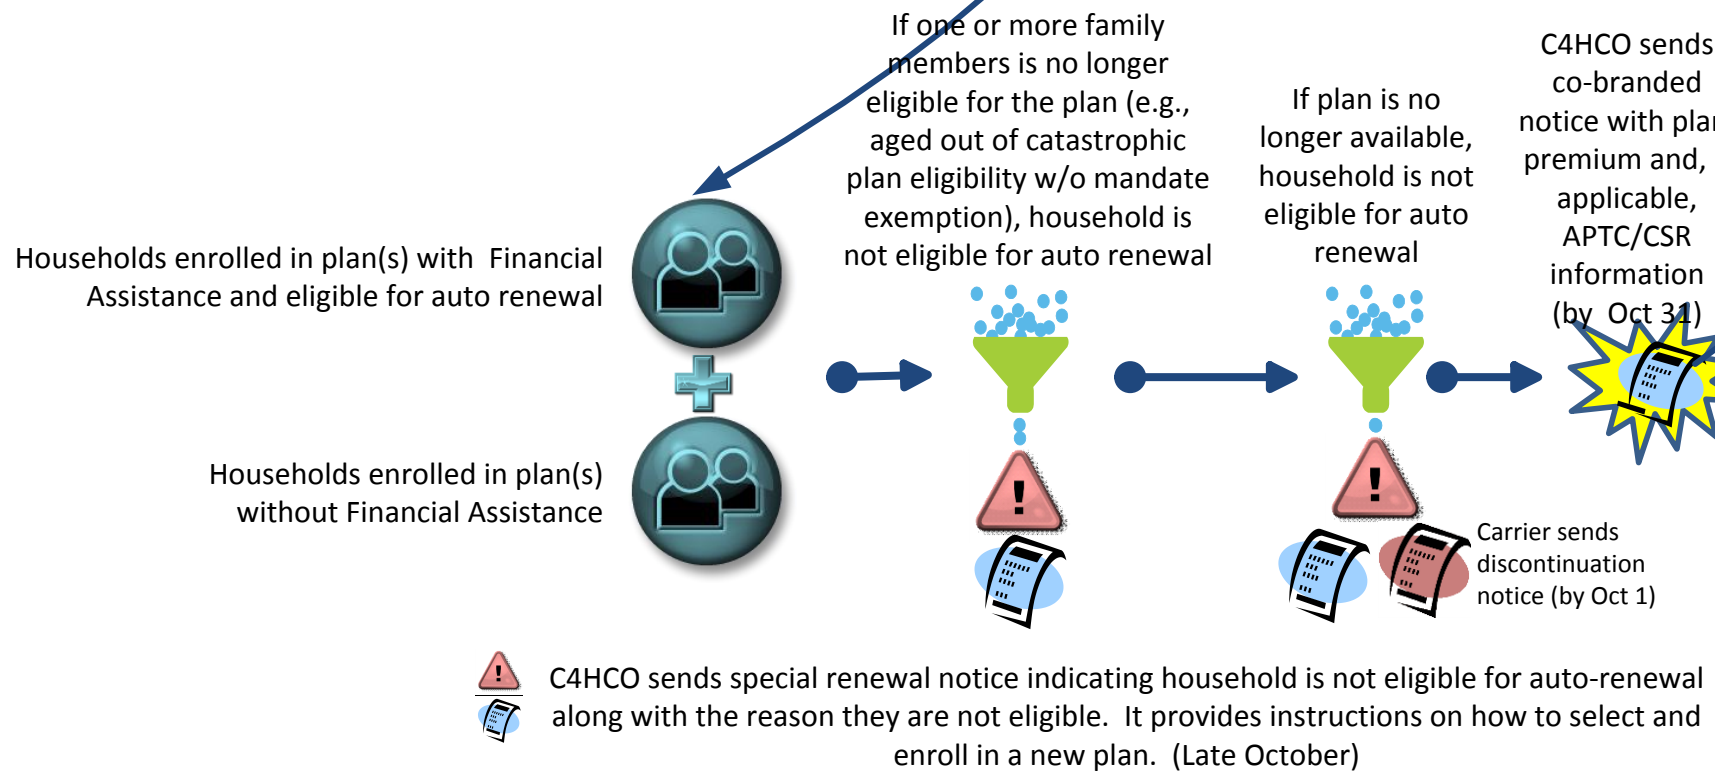 If one or more family
members is no longer
eligible for the plan (e.g.,
aged out of catastrophic
plan eligibility w/o mandate
exemption), household is
not eligible for auto renewal
If plan is no
longer available,
household is not
eligible for auto
renewal
C4HCO sends
co-branded
notice with plan
premium and,
applicable,
APTC/CSR
information
(by Oct 31)
Households enrolled in plan(s) with Financial
Assistance and eligible for auto renewal
Households enrolled in plan(s)
without Financial Assistance
Carrier sends
discontinuation
notice (by Oct 1)
C4HCO sends special renewal notice indicating household is not eligible for auto-renewal
along with the reason they are not eligible. It provides instructions on how to select and
enroll in a new plan. (Late October)